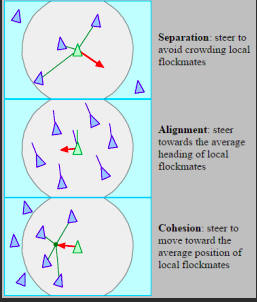 Separation: steer to
avoid crowding local
flockmates
Alignment: steer
towards the average
heading of local
flockmates
Cohesion: steer to
move toward the
average position of
local flockmates